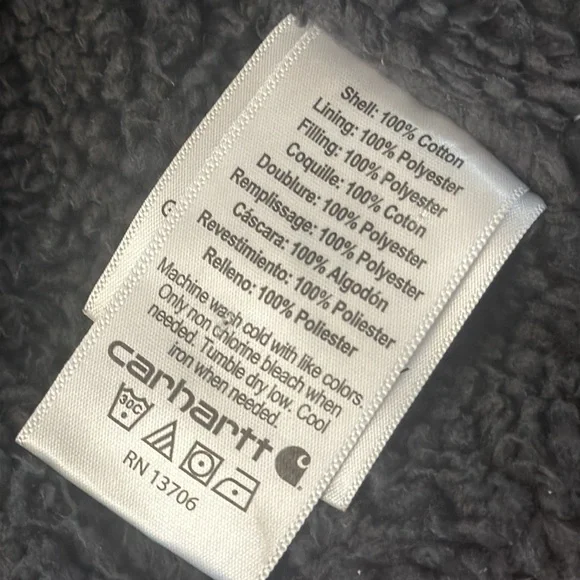 Shell: 100% Cotton
Lining: 100% Polyester
Filling: 100% Polyester
Coquille: 100% Coton
Doublure: 100% Polyester
Remplissage: 100% Polyester
Cáscara: 100% Algodón
Revestimiento: 100% Poliester
Relleno: 100% Poliester
Machine wash cold with like colors.
Only non chlorine bleach when
needed. Tumble dry low. Cool
iron when needed.
carhartt
30C
RN 13706